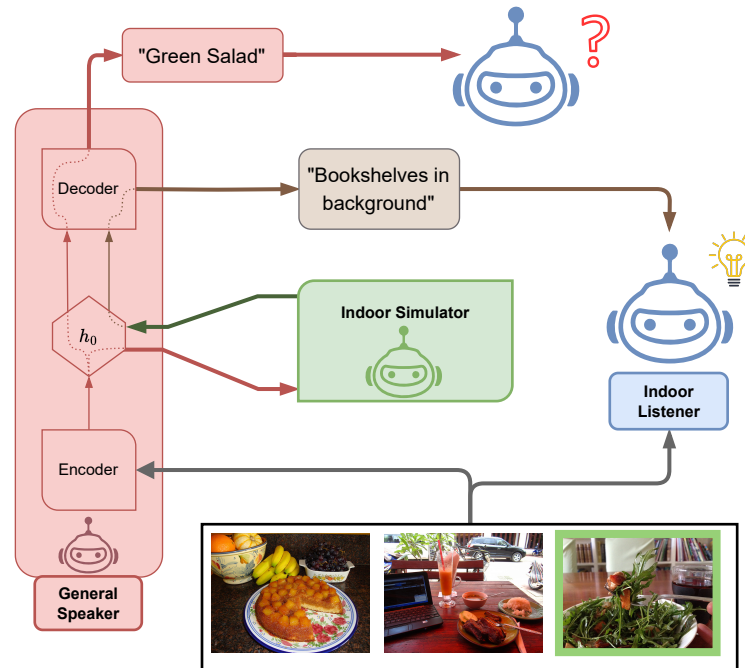 "Green Salad"
?
Decoder
"Bookshelves in
background"
h₀
Indoor Simulator
Indoor
Listener
Encoder
General
Speaker